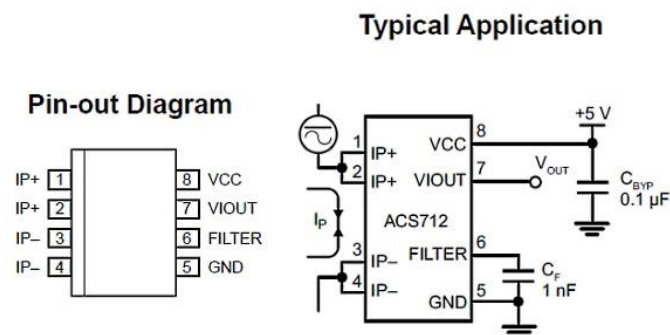 Typical Application
Pin-out Diagram
IP+ 1
IP+ 2
IP– 3
IP– 4
8 VCC
7 VIOUT
6 FILTER
5 GND
+5 V
1 IP+
2 IP+
IP
3 IP–
4 IP–
ACS712
VCC 8
VIOUT 7
VOUT
FILTER 6
GND 5
CBYP
0.1 µF
CF
1 nF